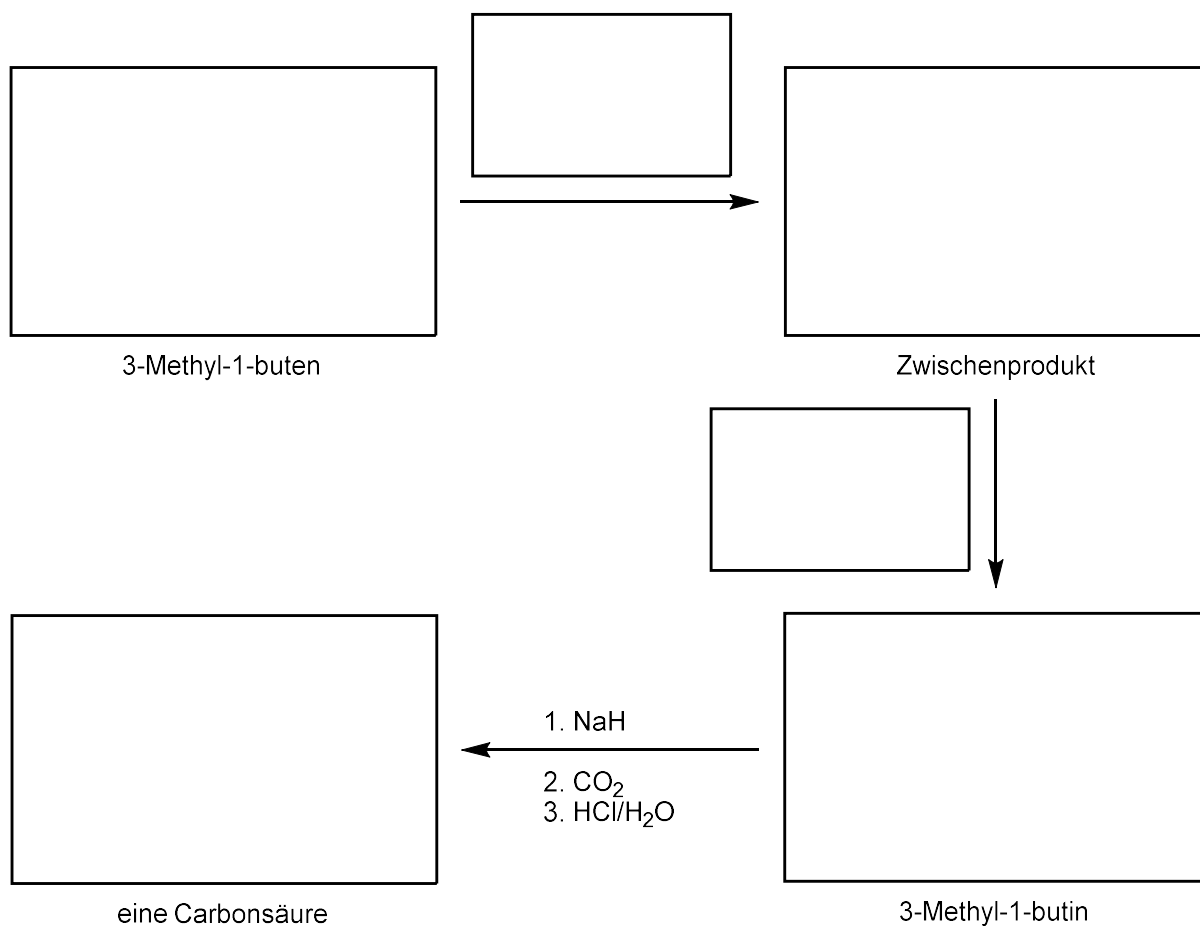 3-Methyl-1-buten
Zwischenprodukt
1. NaH
2. CO₂
3. HCl/H₂O
eine Carbonsäure
3-Methyl-1-butin